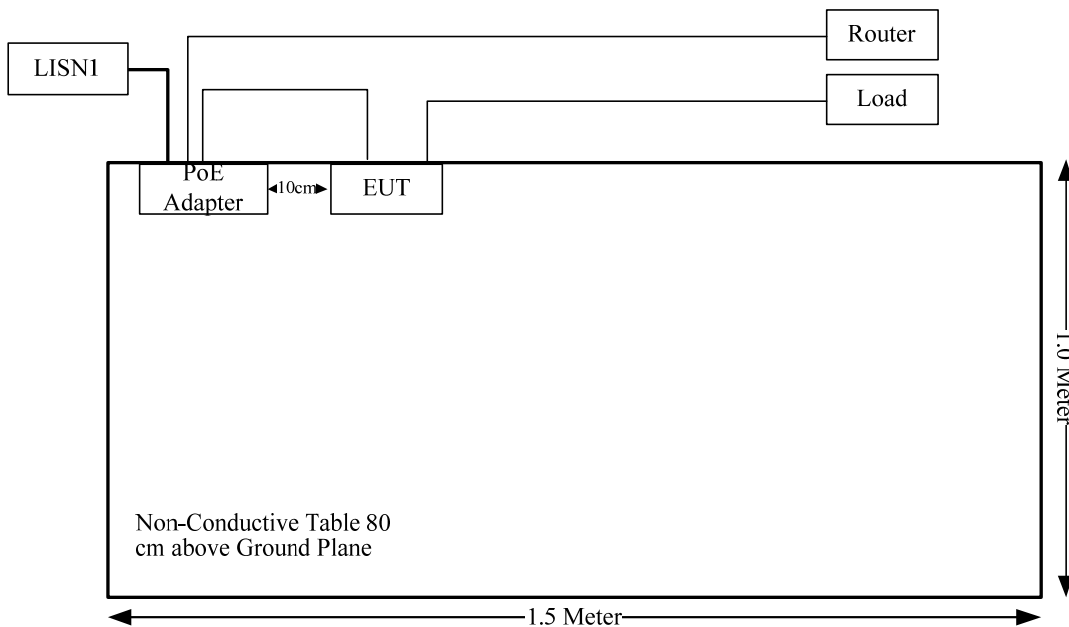 Router
LISN1
Load
PoE
Adapter
10cm
EUT
1.0 Meter
Non-Conductive Table 80
cm above Ground Plane
1.5 Meter